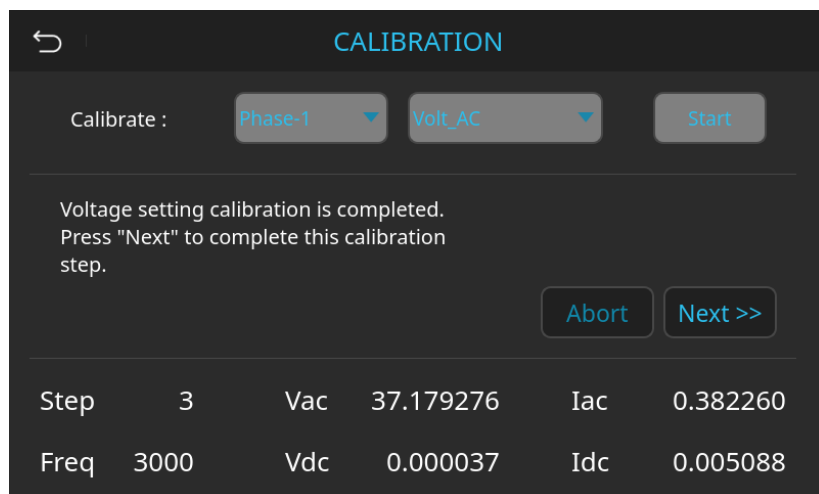 CALIBRATION
Calibrate : Phase-1 Volt_AC Start
Voltage setting calibration is completed.
Press "Next" to complete this calibration
step.
Abort Next >>
Step 3 Vac 37.179276 Iac 0.382260
Freq 3000 Vdc 0.000037 Idc 0.005088